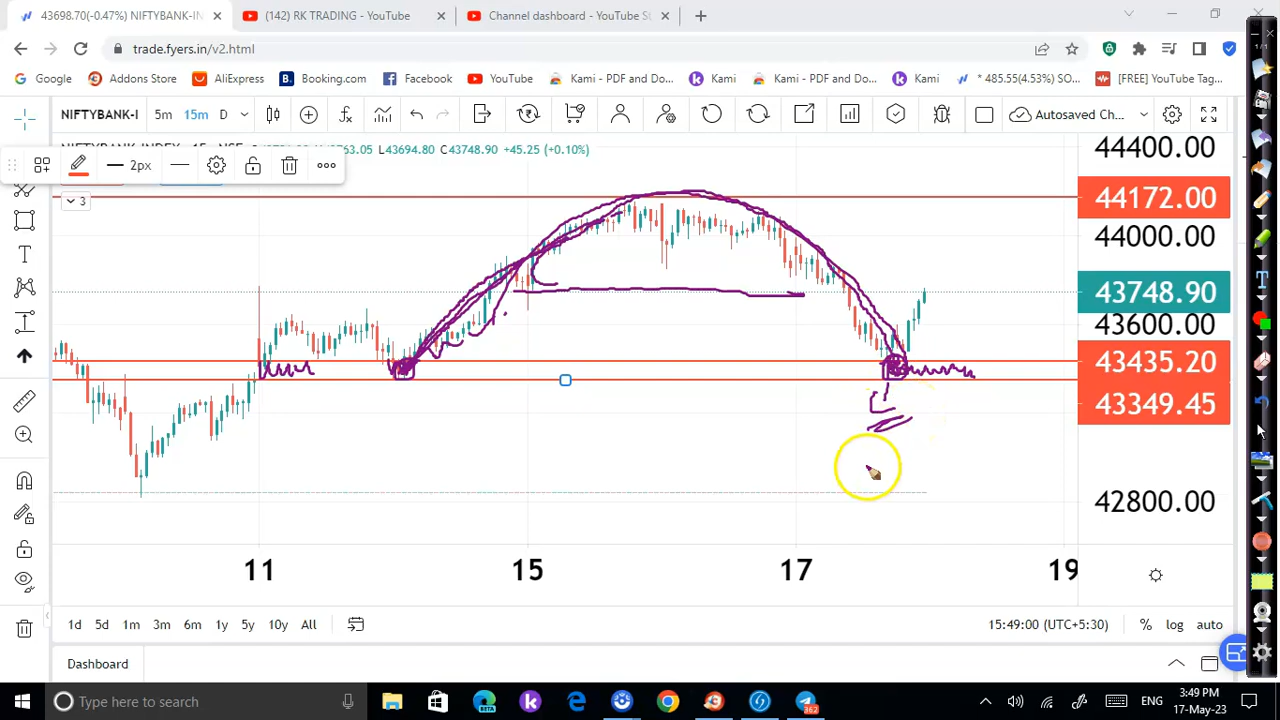 43698.70(-0.47%) NIFTYBANK-IN
(142) RK TRADING - YouTube
Channel dashboard - YouTube St
trade.fyers.in/v2.html
Google
Addons Store
AliExpress
Booking.com
Facebook
YouTube
Kami - PDF and Do...
Kami
Kami - PDF and Do...
Kami
* 485.55(4.53%) SO...
[FREE] YouTube Tag...
1/1
NIFTYBANK-I
5m
15m
D
Autosaved Ch...
2px
L43694.80
C43748.90
+45.25 (+0.10%)
3
44400.00
44172.00
44000.00
43748.90
43600.00
43435.20
43349.45
42800.00
11
15
17
19
1d
5d
1m
3m
6m
1y
5y
10y
All
15:49:00 (UTC+5:30)
%
log
auto
Dashboard
Type here to search
BETA
362
ENG
3:49 PM
17-May-23